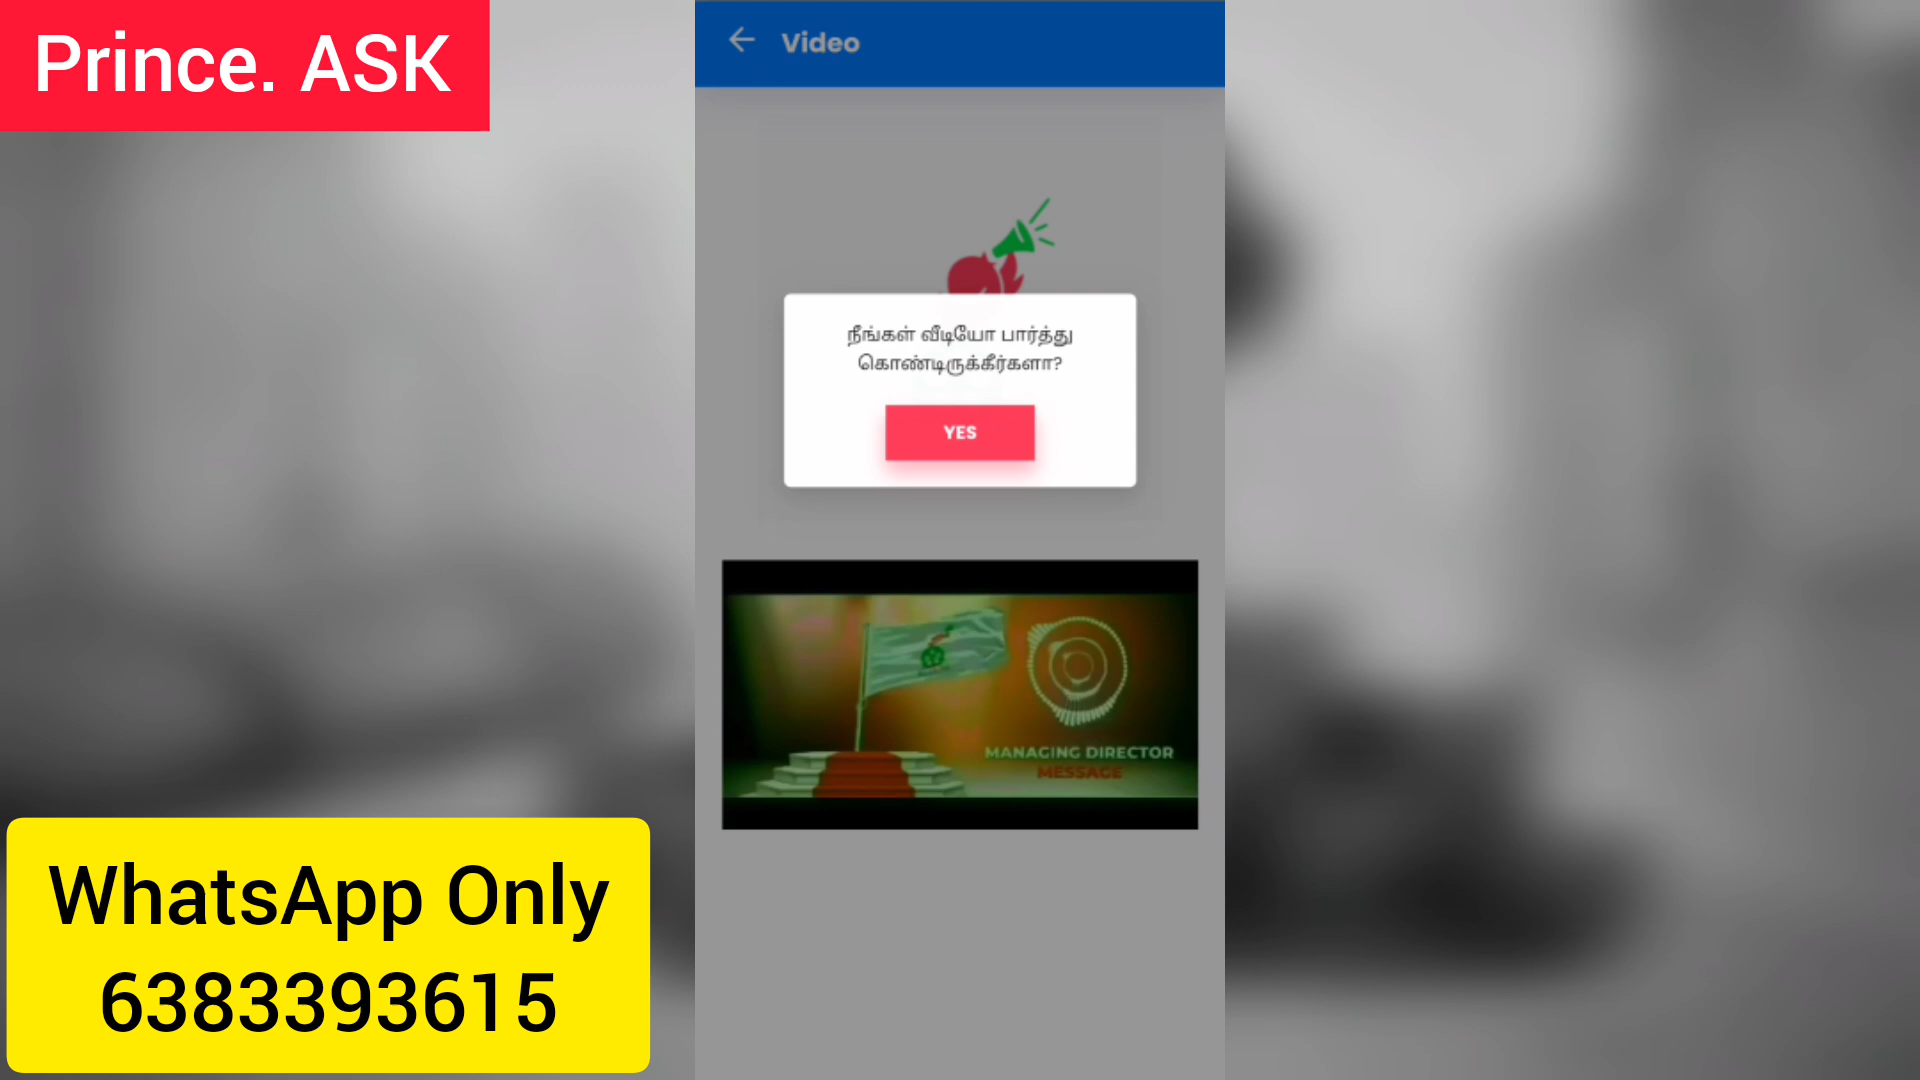 Prince. ASK
Video
நீங்கள் வீடியோ பார்த்து
கொண்டிருக்கீர்களா?
YES
MANAGING DIRECTOR
MESSAGE
WhatsApp Only
6383393615